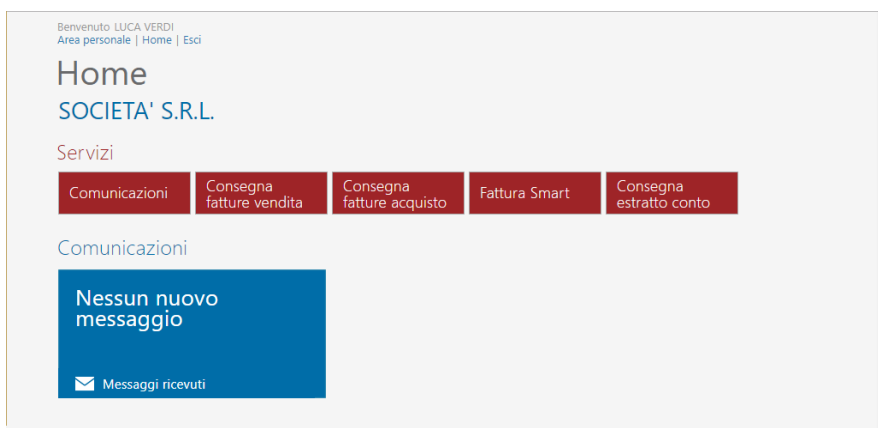 Benvenuto LUCA VERDI
Area personale | Home | Esci
Home
SOCIETA' S.R.L.
Servizi
Comunicazioni
Consegna
fatture vendita
Consegna
fatture acquisto
Fattura Smart
Consegna
estratto conto
Comunicazioni
Nessun nuovo
messaggio
Messaggi ricevuti